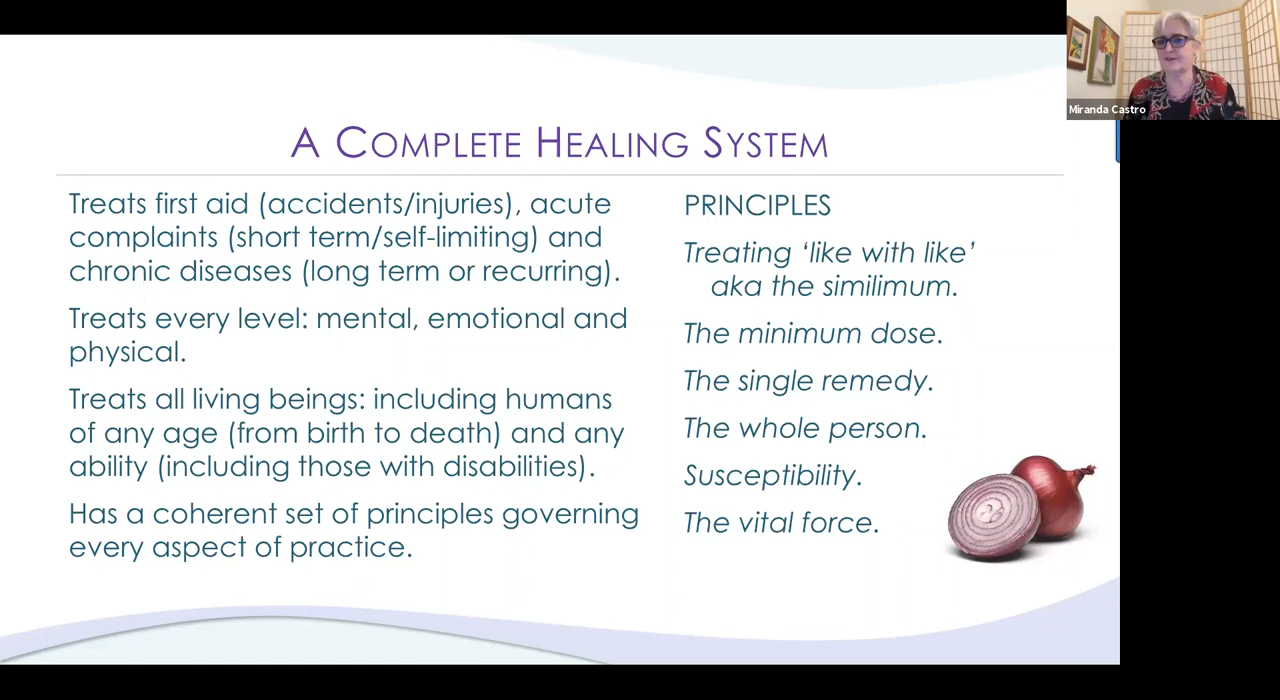 Miranda Castro
A Complete Healing System
Treats first aid (accidents/injuries), acute
complaints (short term/self-limiting) and
chronic diseases (long term or recurring).
Treats every level: mental, emotional and
physical.
Treats all living beings: including humans
of any age (from birth to death) and any
ability (including those with disabilities).
Has a coherent set of principles governing
every aspect of practice.
PRINCIPLES
Treating ‘like with like’
aka the similimum.
The minimum dose.
The single remedy.
The whole person.
Susceptibility.
The vital force.